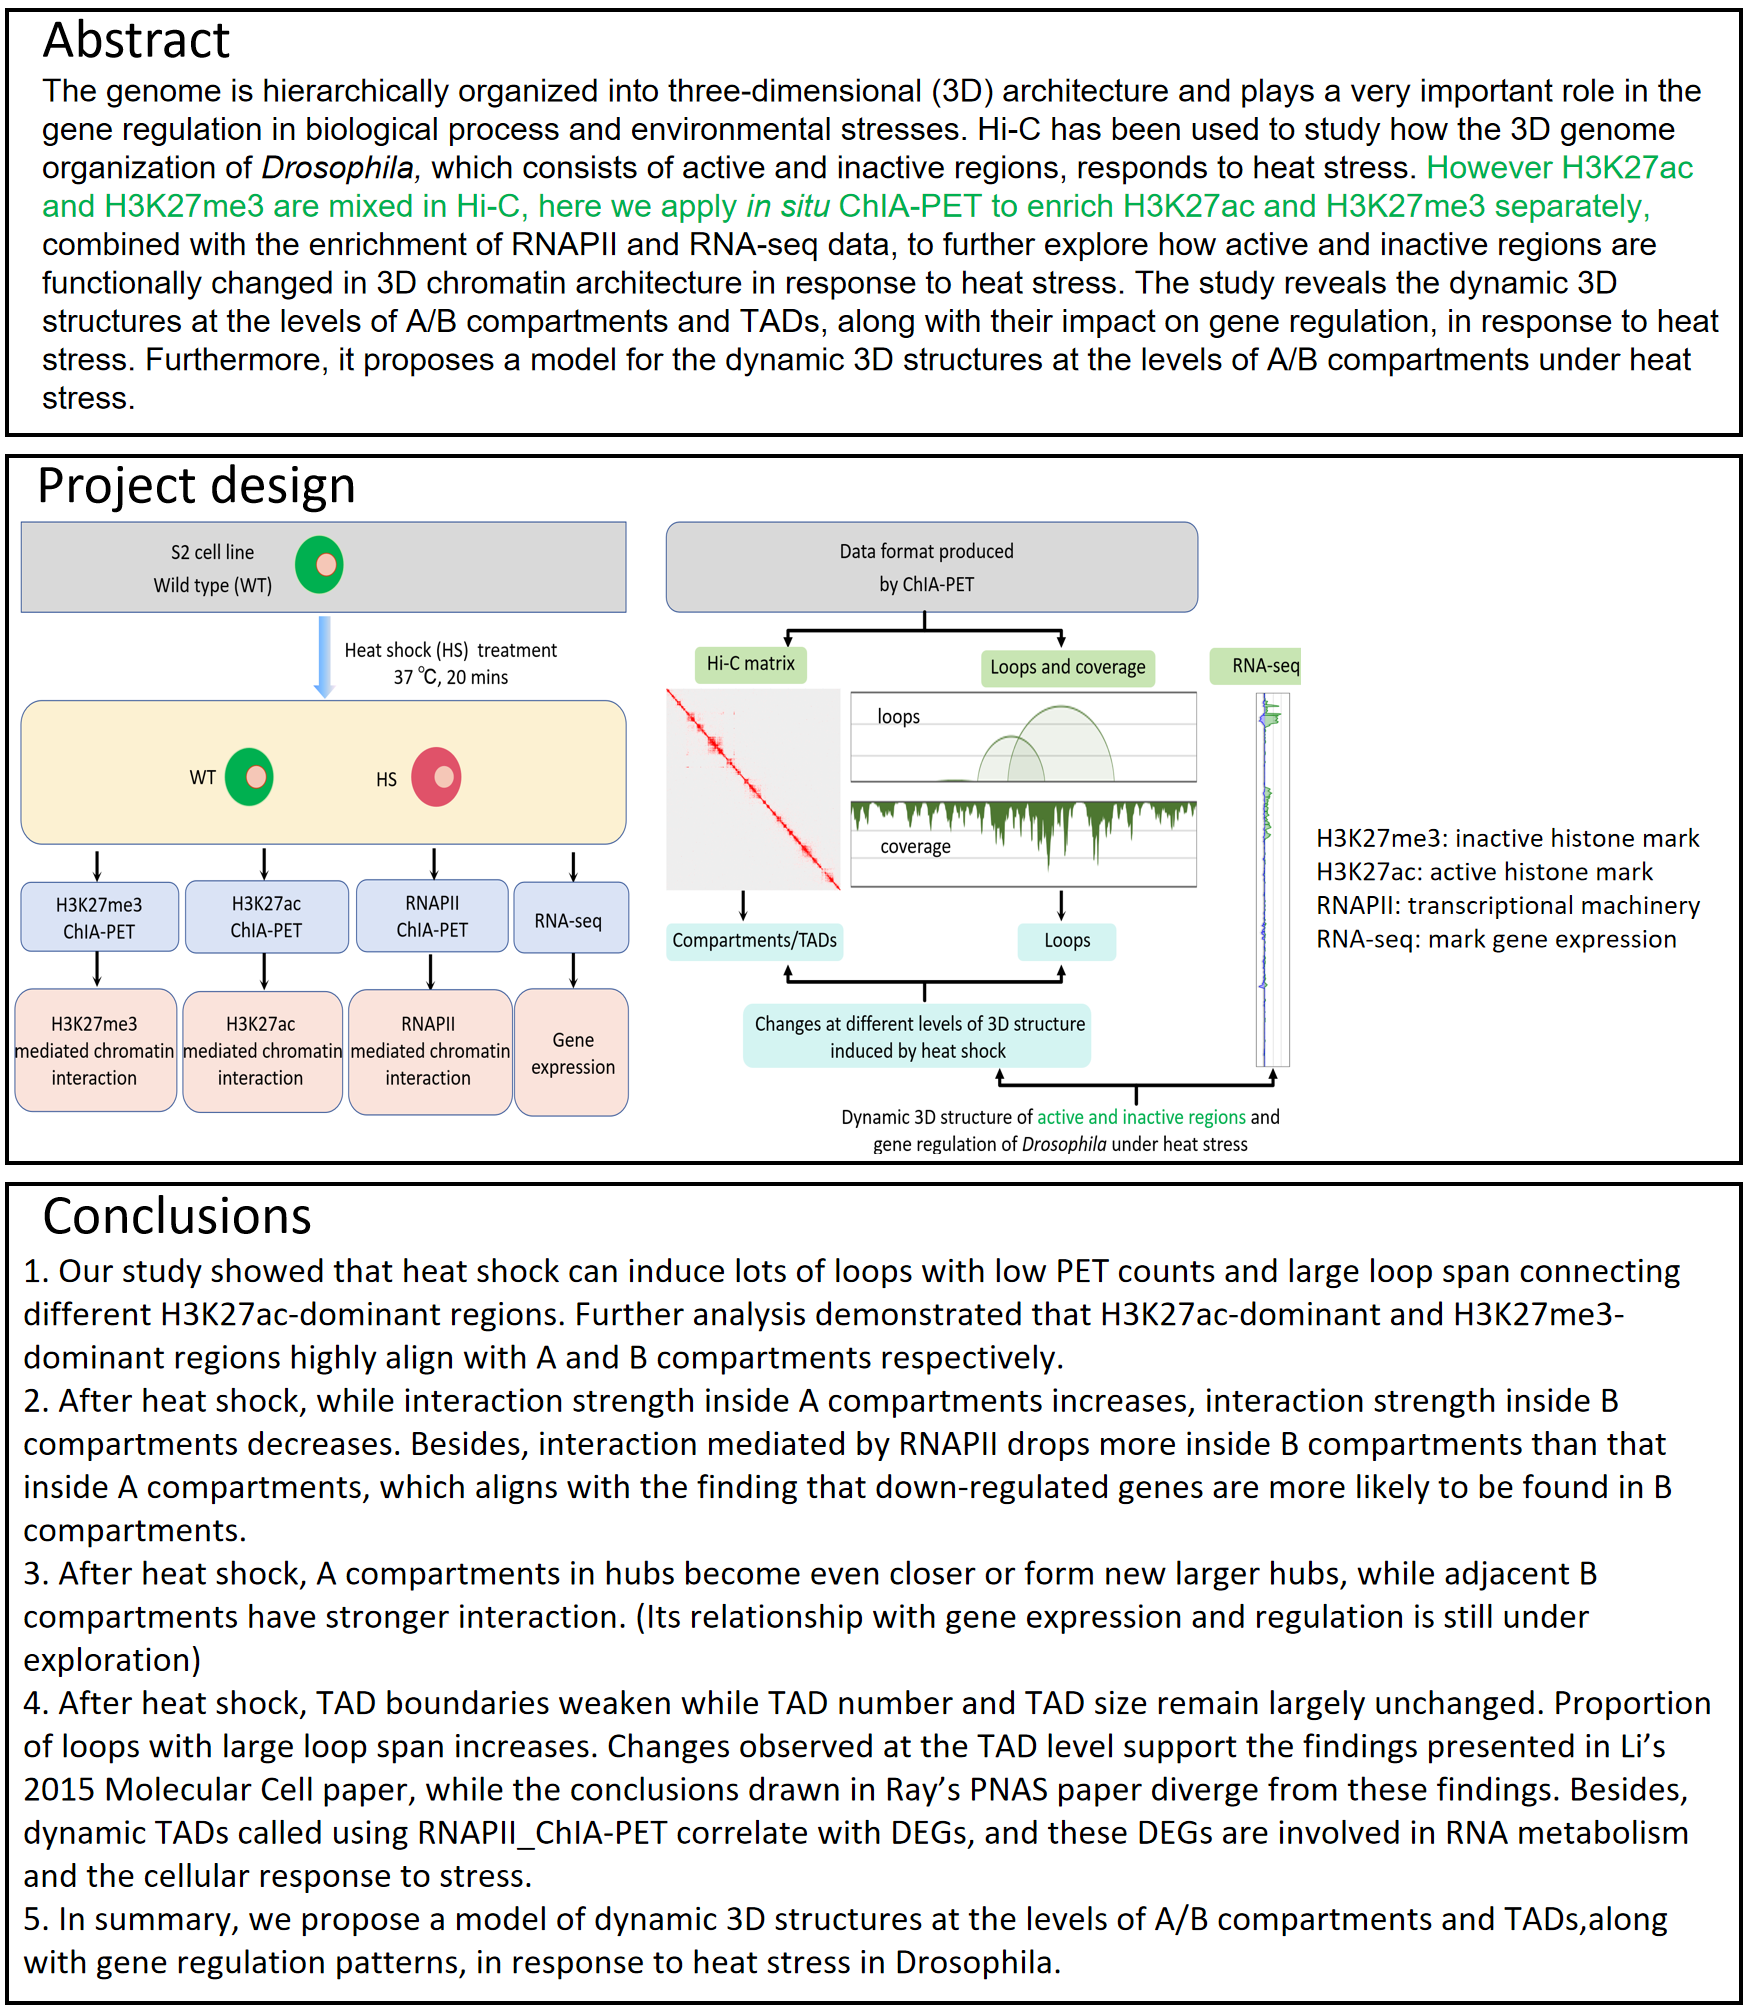 Abstract
The genome is hierarchically organized into three-dimensional (3D) architecture and plays a very important role in the
gene regulation in biological process and environmental stresses. Hi-C has been used to study how the 3D genome
organization of Drosophila, which consists of active and inactive regions, responds to heat stress. However H3K27ac
and H3K27me3 are mixed in Hi-C, here we apply in situ ChIA-PET to enrich H3K27ac and H3K27me3 separately,
combined with the enrichment of RNAPII and RNA-seq data, to further explore how active and inactive regions are
functionally changed in 3D chromatin architecture in response to heat stress. The study reveals the dynamic 3D
structures at the levels of A/B compartments and TADs, along with their impact on gene regulation, in response to heat
stress. Furthermore, it proposes a model for the dynamic 3D structures at the levels of A/B compartments under heat
stress.
Project design
S2 cell line
Wild type (WT)
Heat shock (HS) treatment
37 ℃, 20 mins
WT
HS
H3K27me3
ChIA-PET
H3K27ac
ChIA-PET
RNAPII
ChIA-PET
RNA-seq
H3K27me3
mediated chromatin
interaction
H3K27ac
mediated chromatin
interaction
RNAPII
mediated chromatin
interaction
Gene
expression
Data format produced
by ChIA-PET
Hi-C matrix
Loops and coverage
RNA-seq
loops
coverage
Compartments/TADs
Loops
Changes at different levels of 3D structure
induced by heat shock
Dynamic 3D structure of active and inactive regions and
gene regulation of Drosophila under heat stress
H3K27me3: inactive histone mark
H3K27ac: active histone mark
RNAPII: transcriptional machinery
RNA-seq: mark gene expression
Conclusions
1. Our study showed that heat shock can induce lots of loops with low PET counts and large loop span connecting
different H3K27ac-dominant regions. Further analysis demonstrated that H3K27ac-dominant and H3K27me3-
dominant regions highly align with A and B compartments respectively.
2. After heat shock, while interaction strength inside A compartments increases, interaction strength inside B
compartments decreases. Besides, interaction mediated by RNAPII drops more inside B compartments than that
inside A compartments, which aligns with the finding that down-regulated genes are more likely to be found in B
compartments.
3. After heat shock, A compartments in hubs become even closer or form new larger hubs, while adjacent B
compartments have stronger interaction. (Its relationship with gene expression and regulation is still under
exploration)
4. After heat shock, TAD boundaries weaken while TAD number and TAD size remain largely unchanged. Proportion
of loops with large loop span increases. Changes observed at the TAD level support the findings presented in Li’s
2015 Molecular Cell paper, while the conclusions drawn in Ray’s PNAS paper diverge from these findings. Besides,
dynamic TADs called using RNAPII_ChIA-PET correlate with DEGs, and these DEGs are involved in RNA metabolism
and the cellular response to stress.
5. In summary, we propose a model of dynamic 3D structures at the levels of A/B compartments and TADs,along
with gene regulation patterns, in response to heat stress in Drosophila.